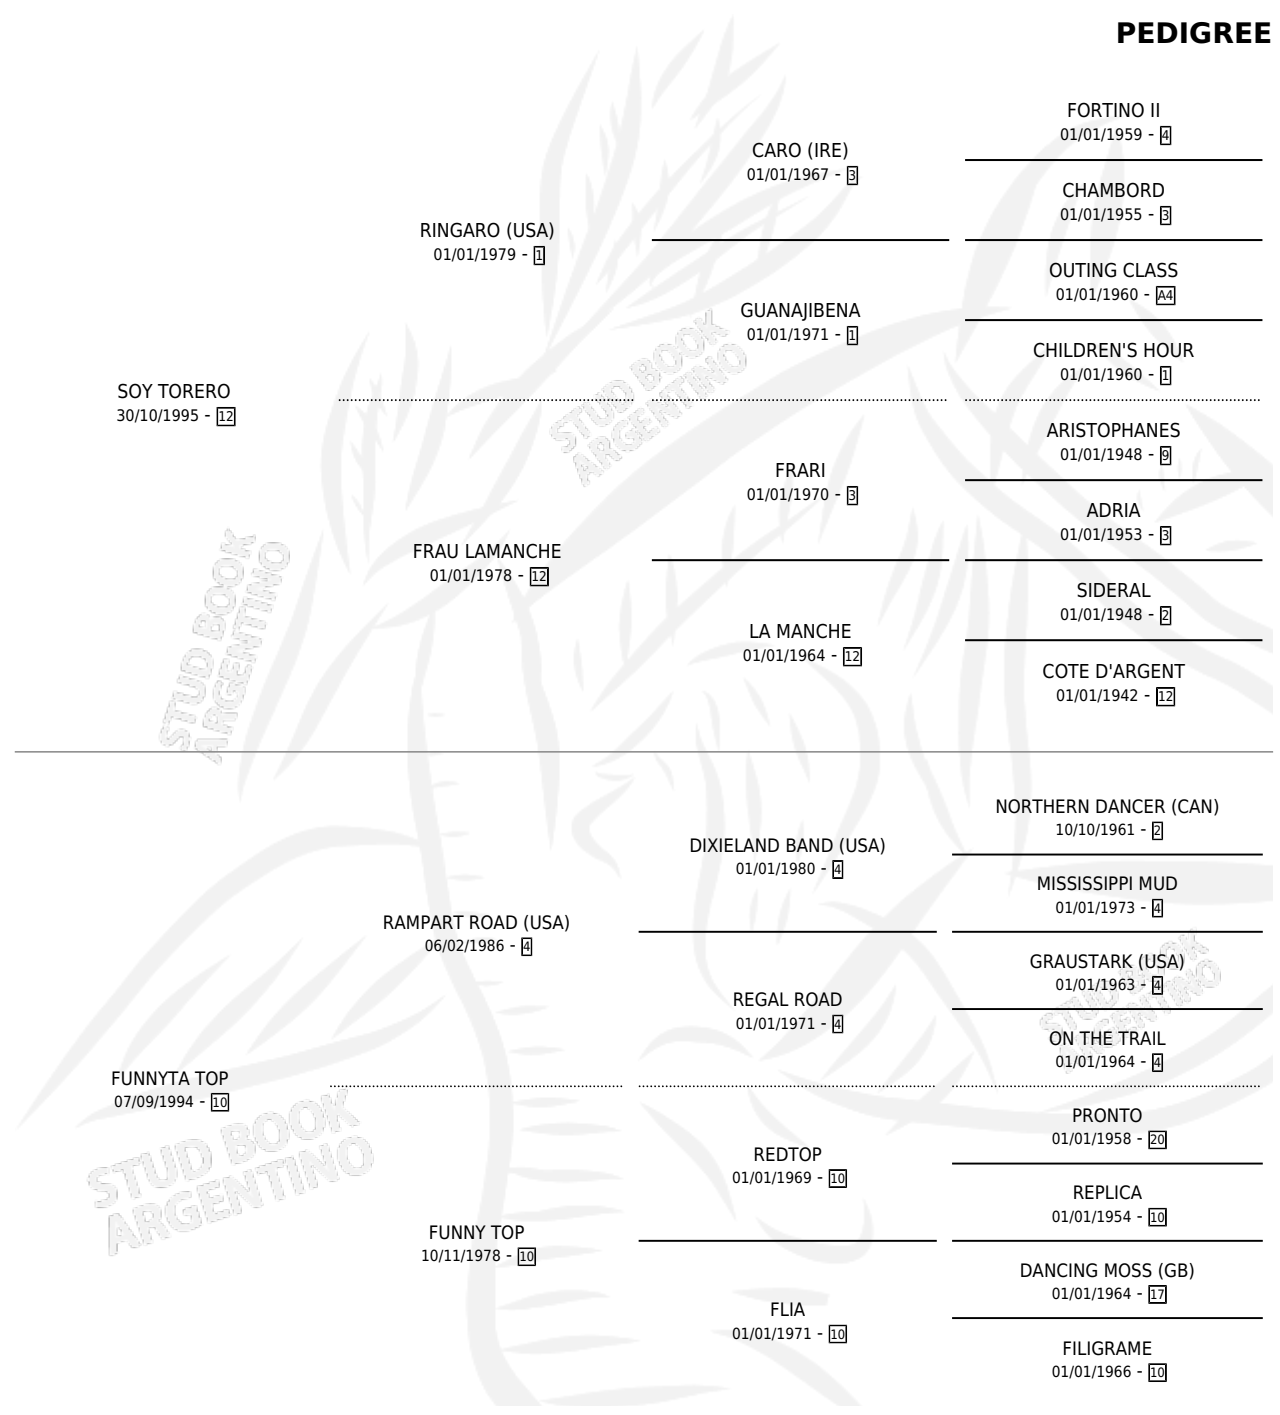 PEDIGREE
FORTINO II
01/01/1959 - 4
CARO (IRE)
01/01/1967 - 3
CHAMBORD
01/01/1955 - 3
RINGARO (USA)
01/01/1979 - 1
OUTING CLASS
01/01/1960 - A4
GUANAJIBENA
01/01/1971 - 1
CHILDREN'S HOUR
01/01/1960 - 1
SOY TORERO
30/10/1995 - 12
ARISTOPHANES
01/01/1948 - 9
FRARI
01/01/1970 - 3
ADRIA
01/01/1953 - 3
FRAU LAMANCHE
01/01/1978 - 12
SIDERAL
01/01/1948 - 2
LA MANCHE
01/01/1964 - 12
COTE D'ARGENT
01/01/1942 - 12
NORTHERN DANCER (CAN)
10/10/1961 - 2
DIXIELAND BAND (USA)
01/01/1980 - 4
MISSISSIPPI MUD
01/01/1973 - 4
RAMPART ROAD (USA)
06/02/1986 - 4
GRAUSTARK (USA)
01/01/1963 - 4
REGAL ROAD
01/01/1971 - 4
ON THE TRAIL
01/01/1964 - 4
FUNNYTA TOP
07/09/1994 - 10
PRONTO
01/01/1958 - 20
REDTOP
01/01/1969 - 10
REPLICA
01/01/1954 - 10
FUNNY TOP
10/11/1978 - 10
DANCING MOSS (GB)
01/01/1964 - 17
FLIA
01/01/1971 - 10
FILIGRAME
01/01/1966 - 10
STUD BOOK
ARGENTINO
STUD BOOK
ARGENTINO
STUD BOOK
ARGENTINO
STUD BOOK
ARGENTINO